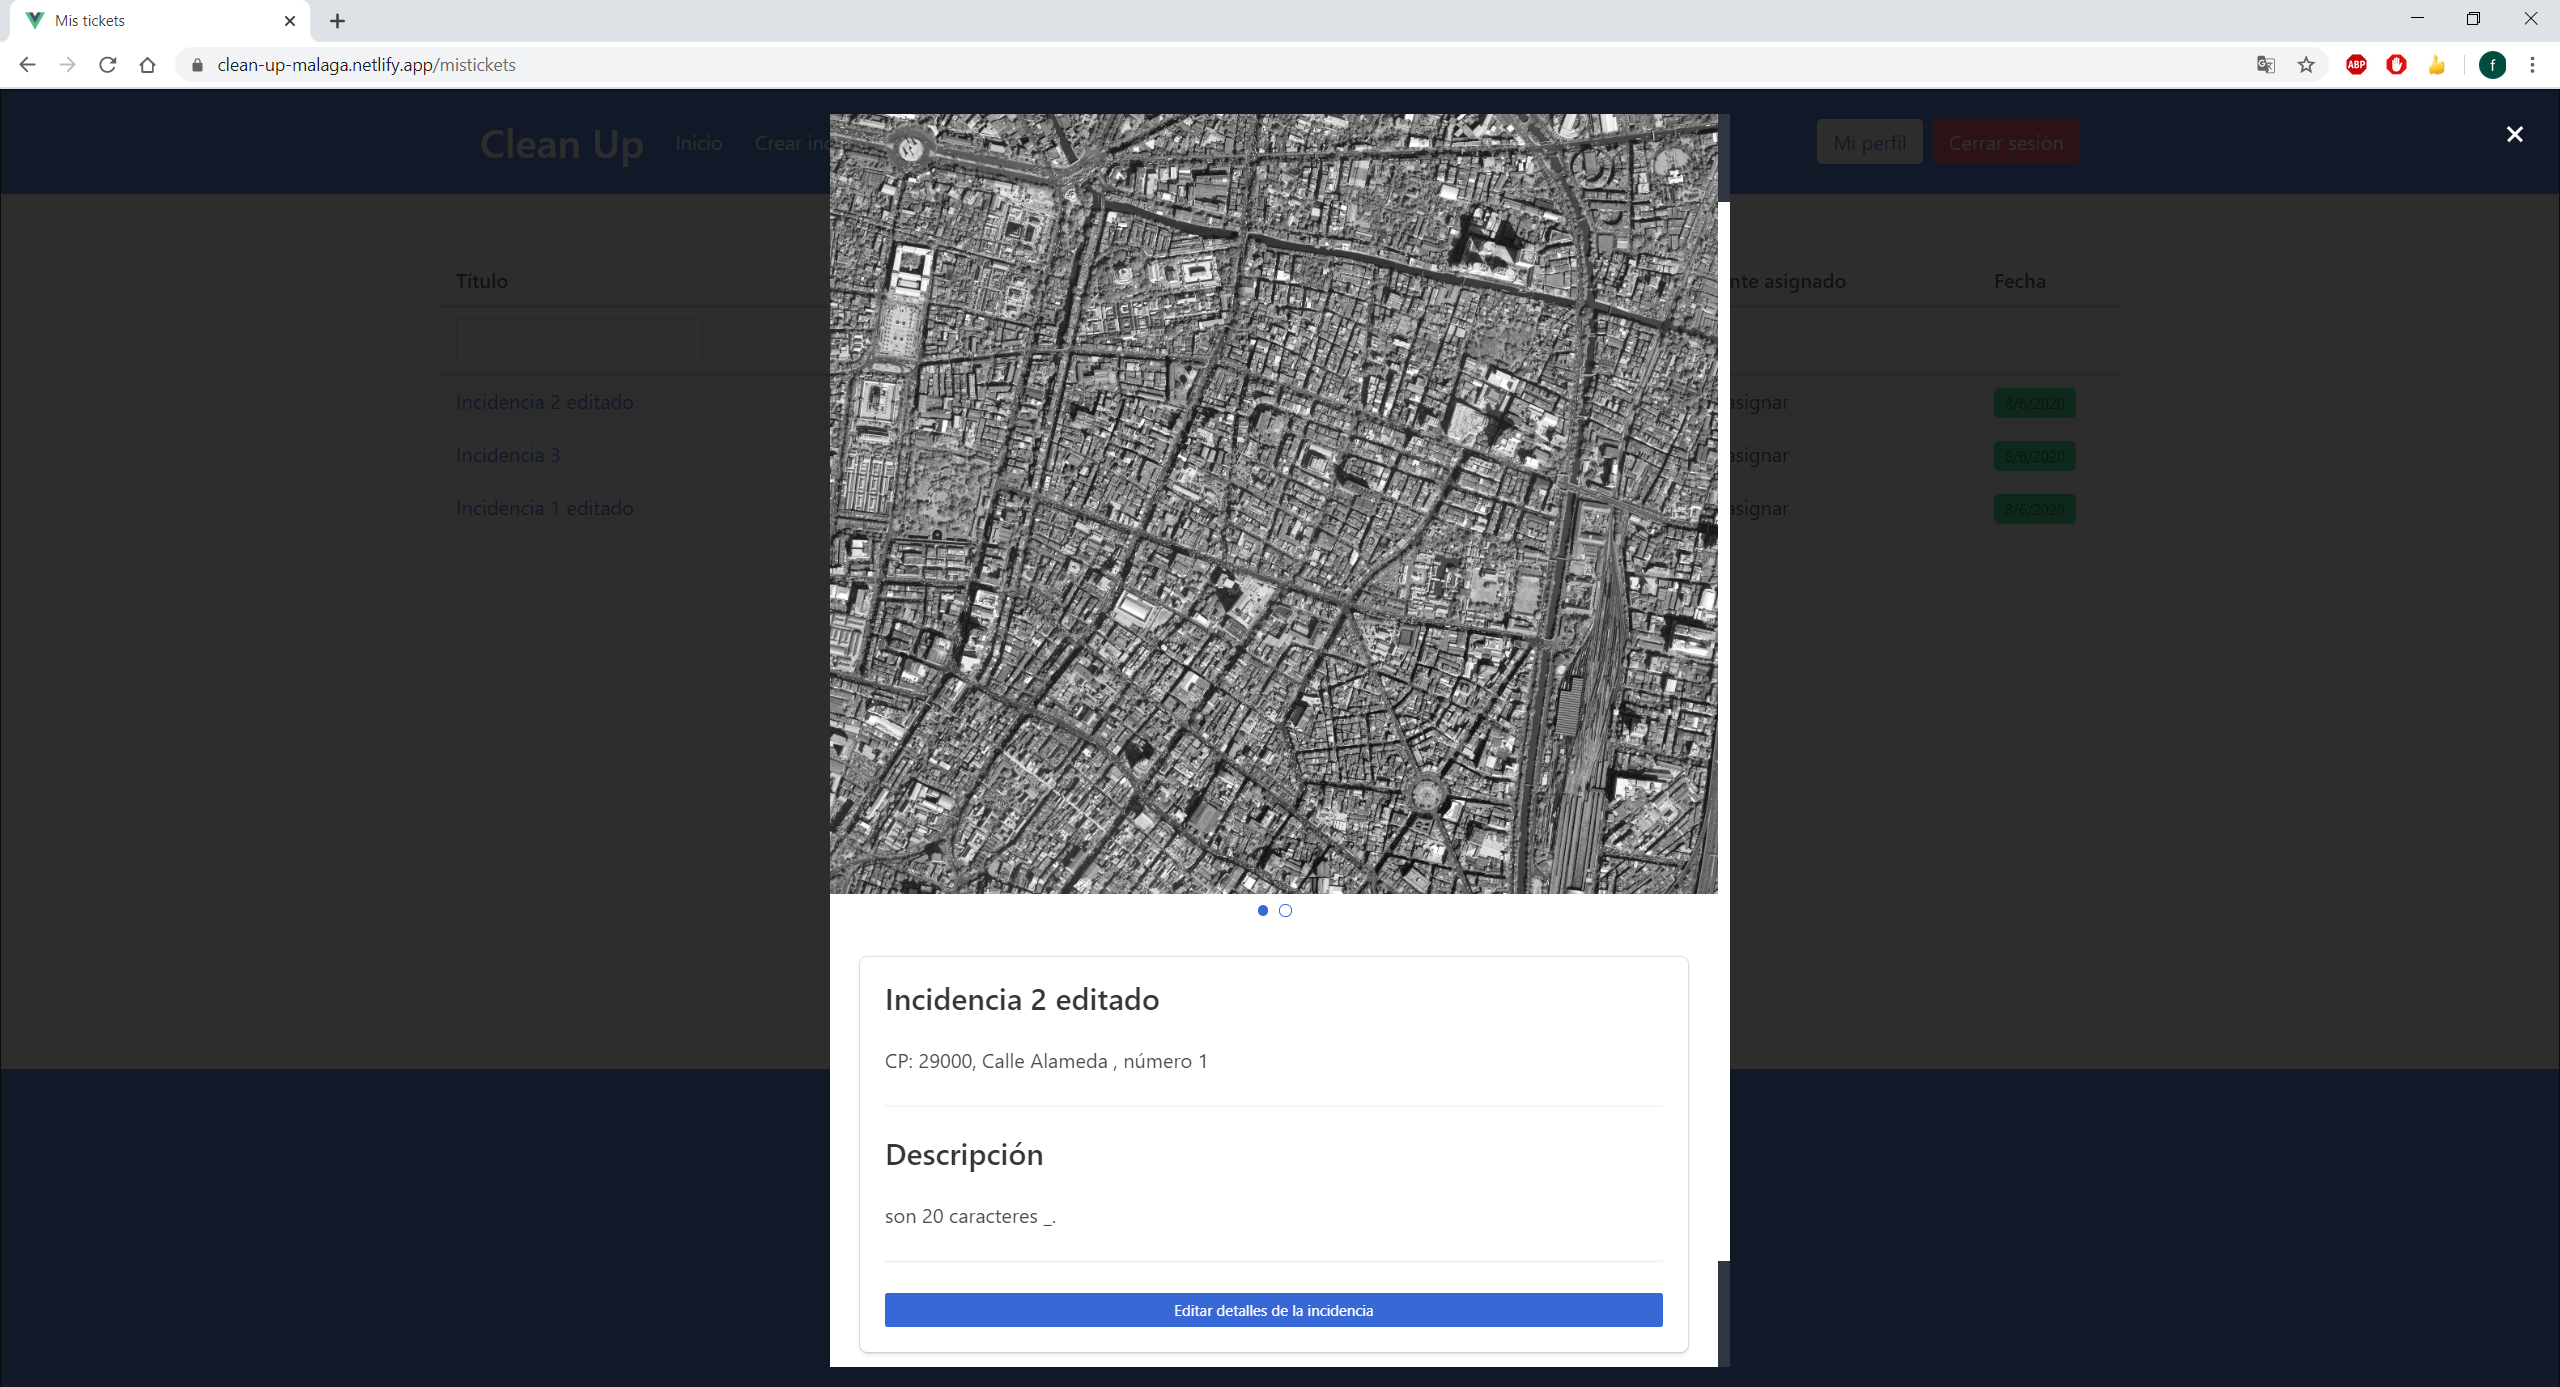 Mis tickets
clean-up-malaga.netlify.app/mistickets
ABP
f
Clean Up
Inicio
Crear inc
Mi perfil
Cerrar sesión
Título
nte asignado
Fecha
Incidencia 2 editado
asignar
8/6/2020
Incidencia 3
asignar
8/6/2020
Incidencia 1 editado
asignar
8/6/2020
Incidencia 2 editado
CP: 29000, Calle Alameda , número 1
Descripción
son 20 caracteres _.
Editar detalles de la incidencia